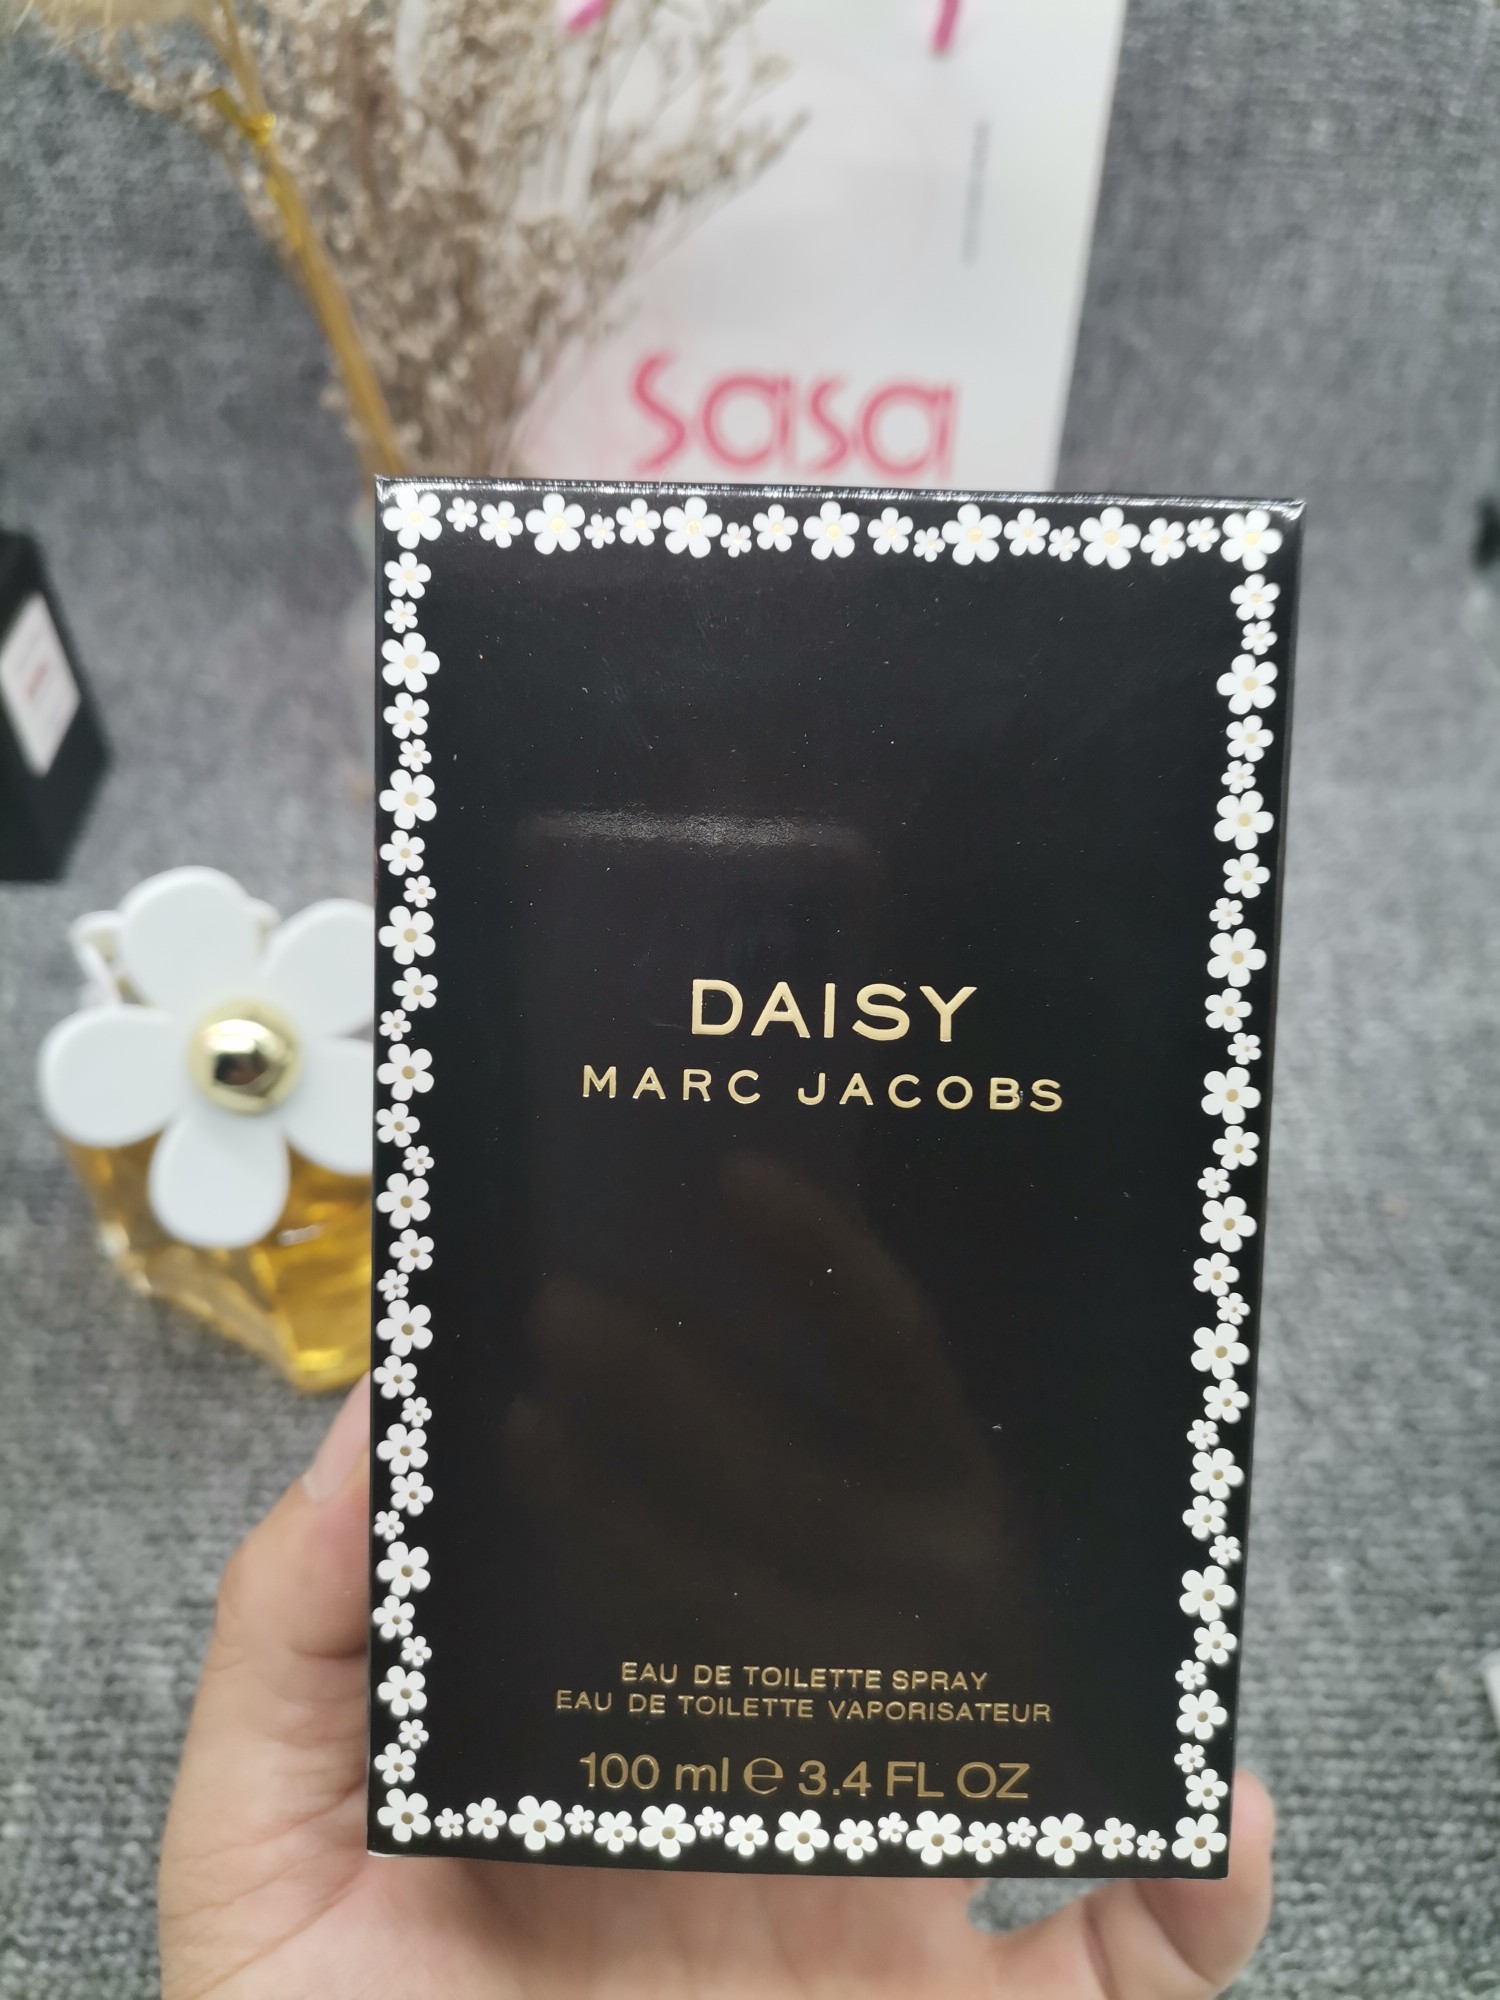 sasa
DAISY
MARC JACOBS
EAU DE TOILETTE SPRAY
EAU DE TOILETTE VAPORISATEUR
100 ml ℮ 3.4 FL OZ